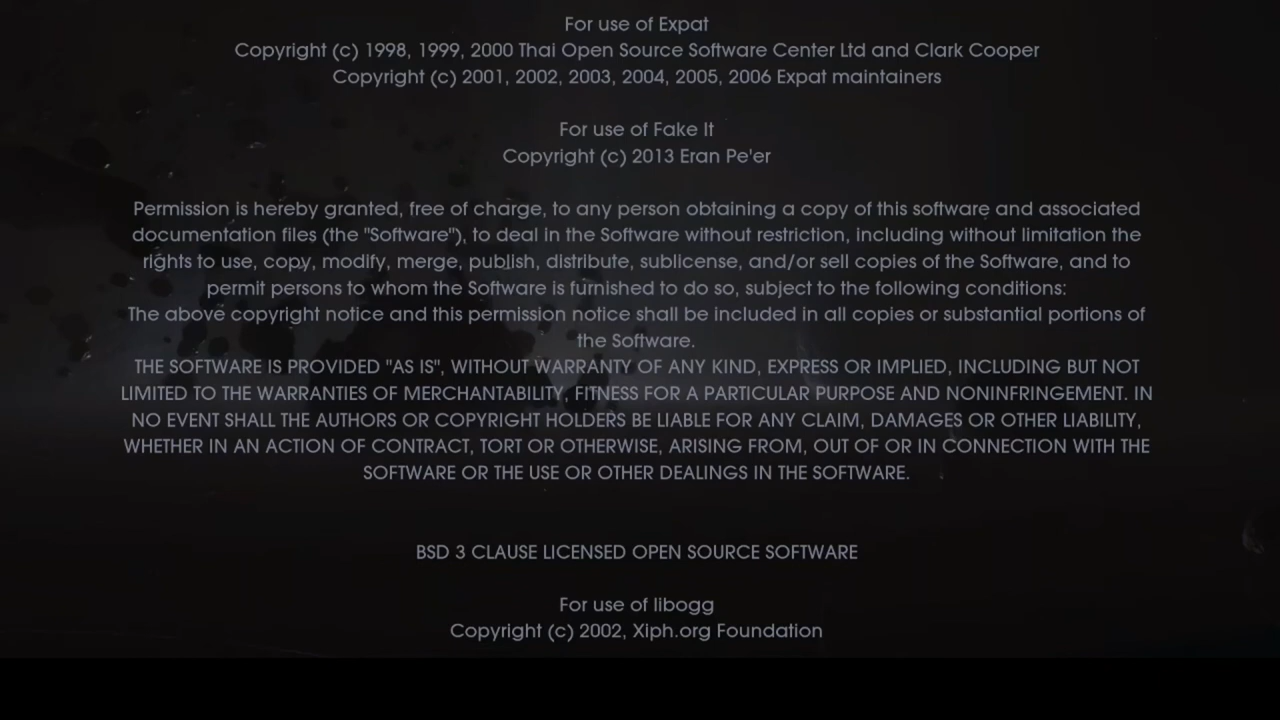 For use of Expat
Copyright (c) 1998, 1999, 2000 Thai Open Source Software Center Ltd and Clark Cooper
Copyright (c) 2001, 2002, 2003, 2004, 2005, 2006 Expat maintainers
For use of Fake It
Copyright (c) 2013 Eran Pe'er
Permission is hereby granted, free of charge, to any person obtaining a copy of this software and associated
documentation files (the "Software"), to deal in the Software without restriction, including without limitation the
rights to use, copy, modify, merge, publish, distribute, sublicense, and/or sell copies of the Software, and to
permit persons to whom the Software is furnished to do so, subject to the following conditions:
The above copyright notice and this permission notice shall be included in all copies or substantial portions of
the Software.
THE SOFTWARE IS PROVIDED "AS IS", WITHOUT WARRANTY OF ANY KIND, EXPRESS OR IMPLIED, INCLUDING BUT NOT
LIMITED TO THE WARRANTIES OF MERCHANTABILITY, FITNESS FOR A PARTICULAR PURPOSE AND NONINFRINGEMENT. IN
NO EVENT SHALL THE AUTHORS OR COPYRIGHT HOLDERS BE LIABLE FOR ANY CLAIM, DAMAGES OR OTHER LIABILITY,
WHETHER IN AN ACTION OF CONTRACT, TORT OR OTHERWISE, ARISING FROM, OUT OF OR IN CONNECTION WITH THE
SOFTWARE OR THE USE OR OTHER DEALINGS IN THE SOFTWARE.
BSD 3 CLAUSE LICENSED OPEN SOURCE SOFTWARE
For use of libogg
Copyright (c) 2002, Xiph.org Foundation